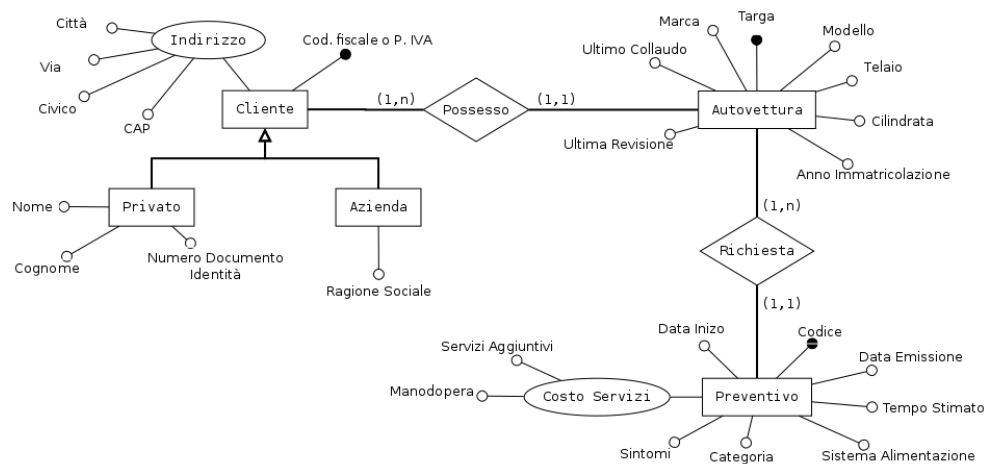 Città
Indirizzo
Cod. fiscale o P. IVA
Via
Civico
CAP
Cliente
(1,n)
Possesso
(1,1)
Targa
Marca
Modello
Ultimo Collaudo
Telaio
Autovettura
Cilindrata
Ultima Revisione
Anno Immatricolazione
Nome
Privato
Azienda
Cognome
Numero Documento
Identità
Ragione Sociale
(1,n)
Richiesta
(1,1)
Data Inizo
Codice
Servizi Aggiuntivi
Data Emissione
Manodopera
Costo Servizi
Preventivo
Tempo Stimato
Sintomi
Categoria
Sistema Alimentazione